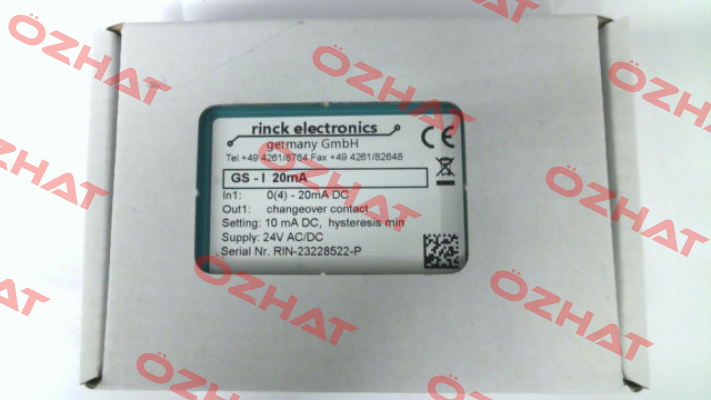 rinck electronics
germany GmbH
Tel +49 4261/8764 Fax +49 4261/82648
GS - I 20mA
In1: 0(4) - 20mA DC
Out1: changeover contact
Setting: 10 mA DC, hysteresis min
Supply: 24V AC/DC
Serial Nr. RIN-23228522-P
CE
ÖZHAT
ÖZHAT
ÖZHAT
ÖZHAT
ÖZHAT
ÖZHAT
ÖZHAT
ÖZHAT
ÖZHAT
ÖZHAT
ÖZHAT